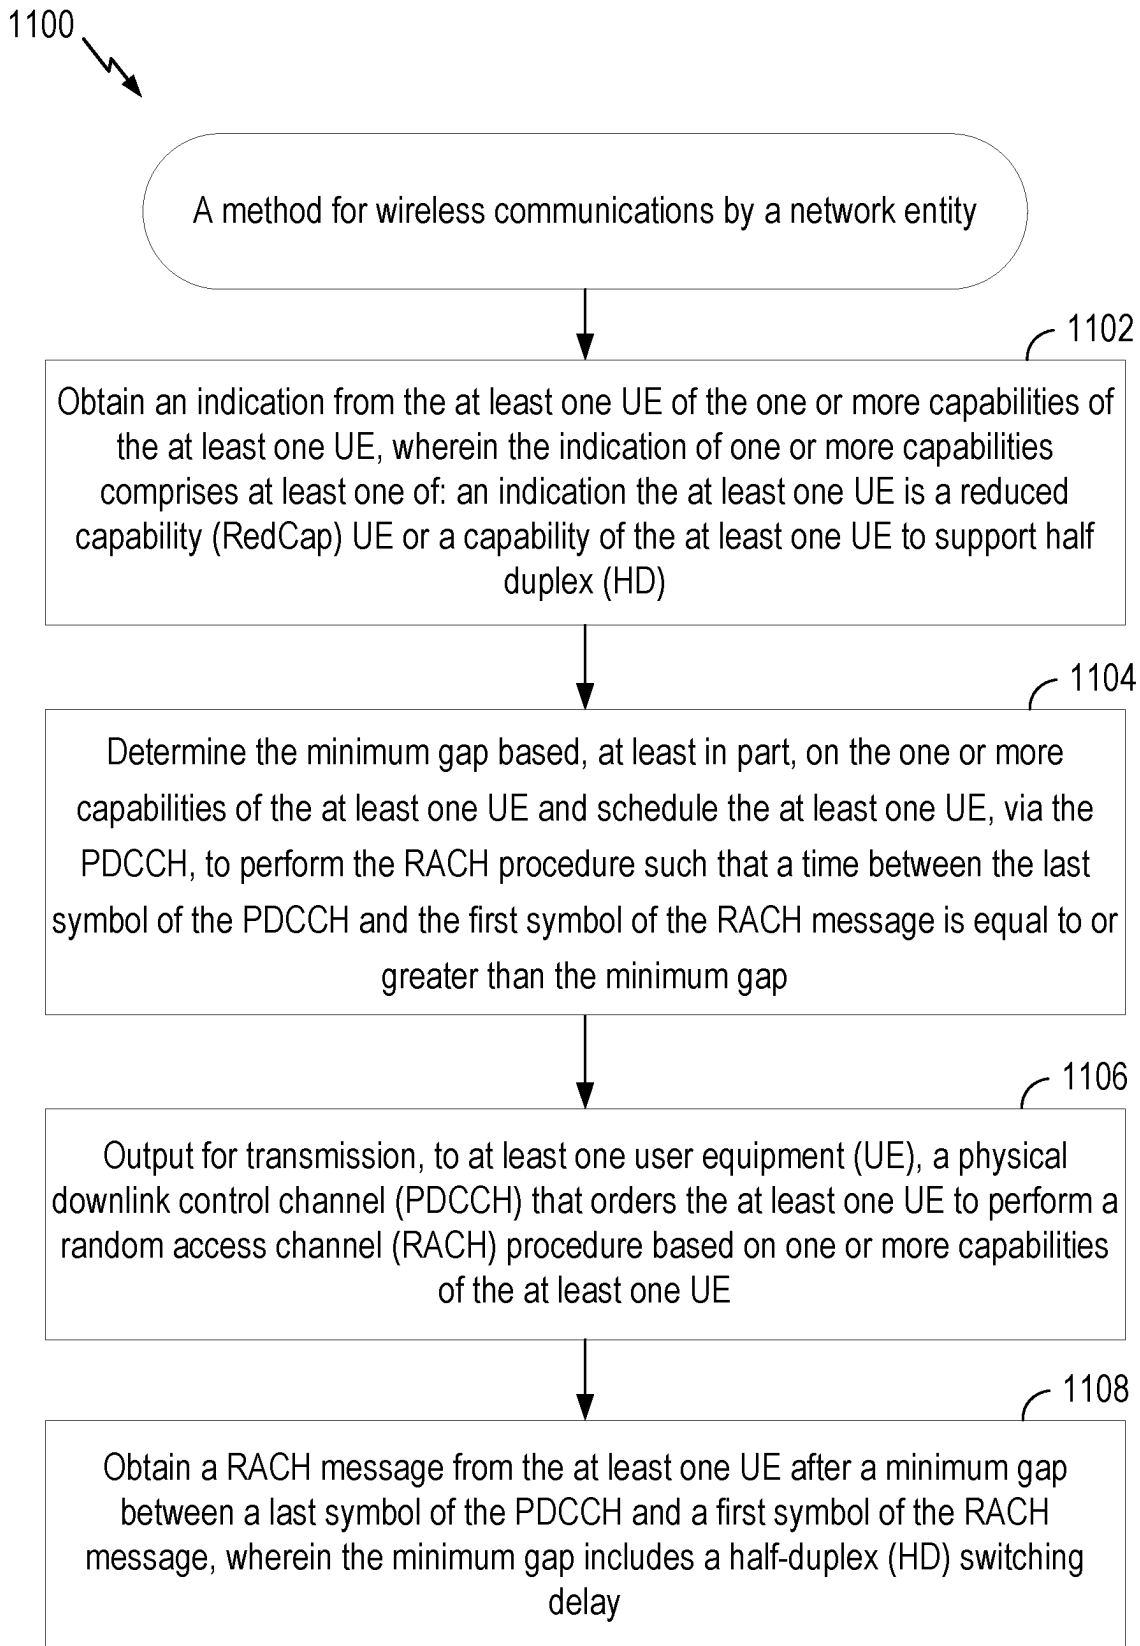 1100
A method for wireless communications by a network entity
1102
Obtain an indication from the at least one UE of the one or more capabilities of
the at least one UE, wherein the indication of one or more capabilities
comprises at least one of: an indication the at least one UE is a reduced
capability (RedCap) UE or a capability of the at least one UE to support half
duplex (HD)
1104
Determine the minimum gap based, at least in part, on the one or more
capabilities of the at least one UE and schedule the at least one UE, via the
PDCCH, to perform the RACH procedure such that a time between the last
symbol of the PDCCH and the first symbol of the RACH message is equal to or
greater than the minimum gap
1106
Output for transmission, to at least one user equipment (UE), a physical
downlink control channel (PDCCH) that orders the at least one UE to perform a
random access channel (RACH) procedure based on one or more capabilities
of the at least one UE
1108
Obtain a RACH message from the at least one UE after a minimum gap
between a last symbol of the PDCCH and a first symbol of the RACH
message, wherein the minimum gap includes a half-duplex (HD) switching
delay